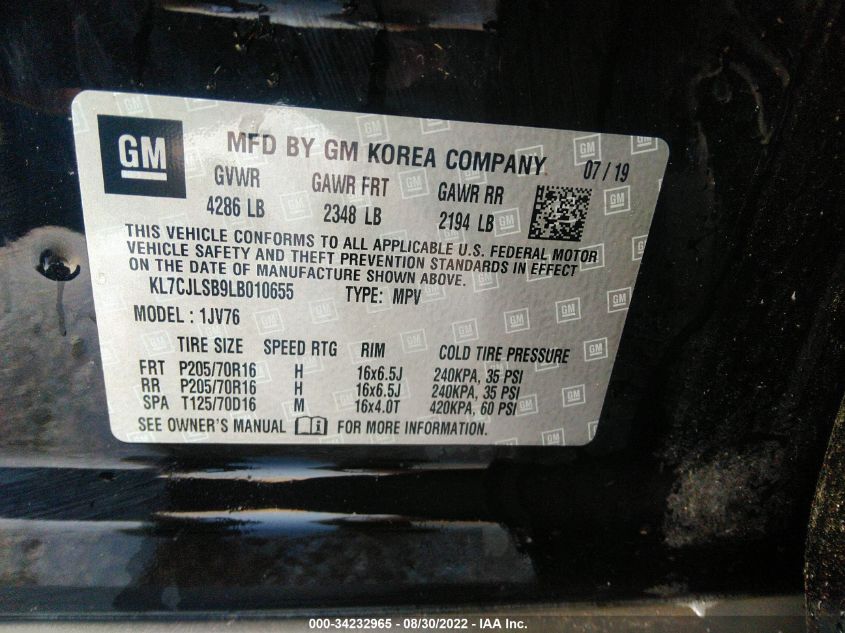 GM MFD BY GM KOREA COMPANY 07 / 19
GVWR GAWR FRT GAWR RR
4286 LB 2348 LB 2194 LB
THIS VEHICLE CONFORMS TO ALL APPLICABLE U.S. FEDERAL MOTOR
VEHICLE SAFETY AND THEFT PREVENTION STANDARDS IN EFFECT
ON THE DATE OF MANUFACTURE SHOWN ABOVE.
KL7CJLSB9LB010655 TYPE: MPV
MODEL : 1JV76
TIRE SIZE SPEED RTG RIM COLD TIRE PRESSURE
FRT P205/70R16 H 16x6.5J 240KPA, 35 PSI
RR P205/70R16 H 16x6.5J 240KPA, 35 PSI
SPA T125/70D16 M 16x4.0T 420KPA, 60 PSI
SEE OWNER'S MANUAL FOR MORE INFORMATION.
000-34232965 - 08/30/2022 - IAA Inc.